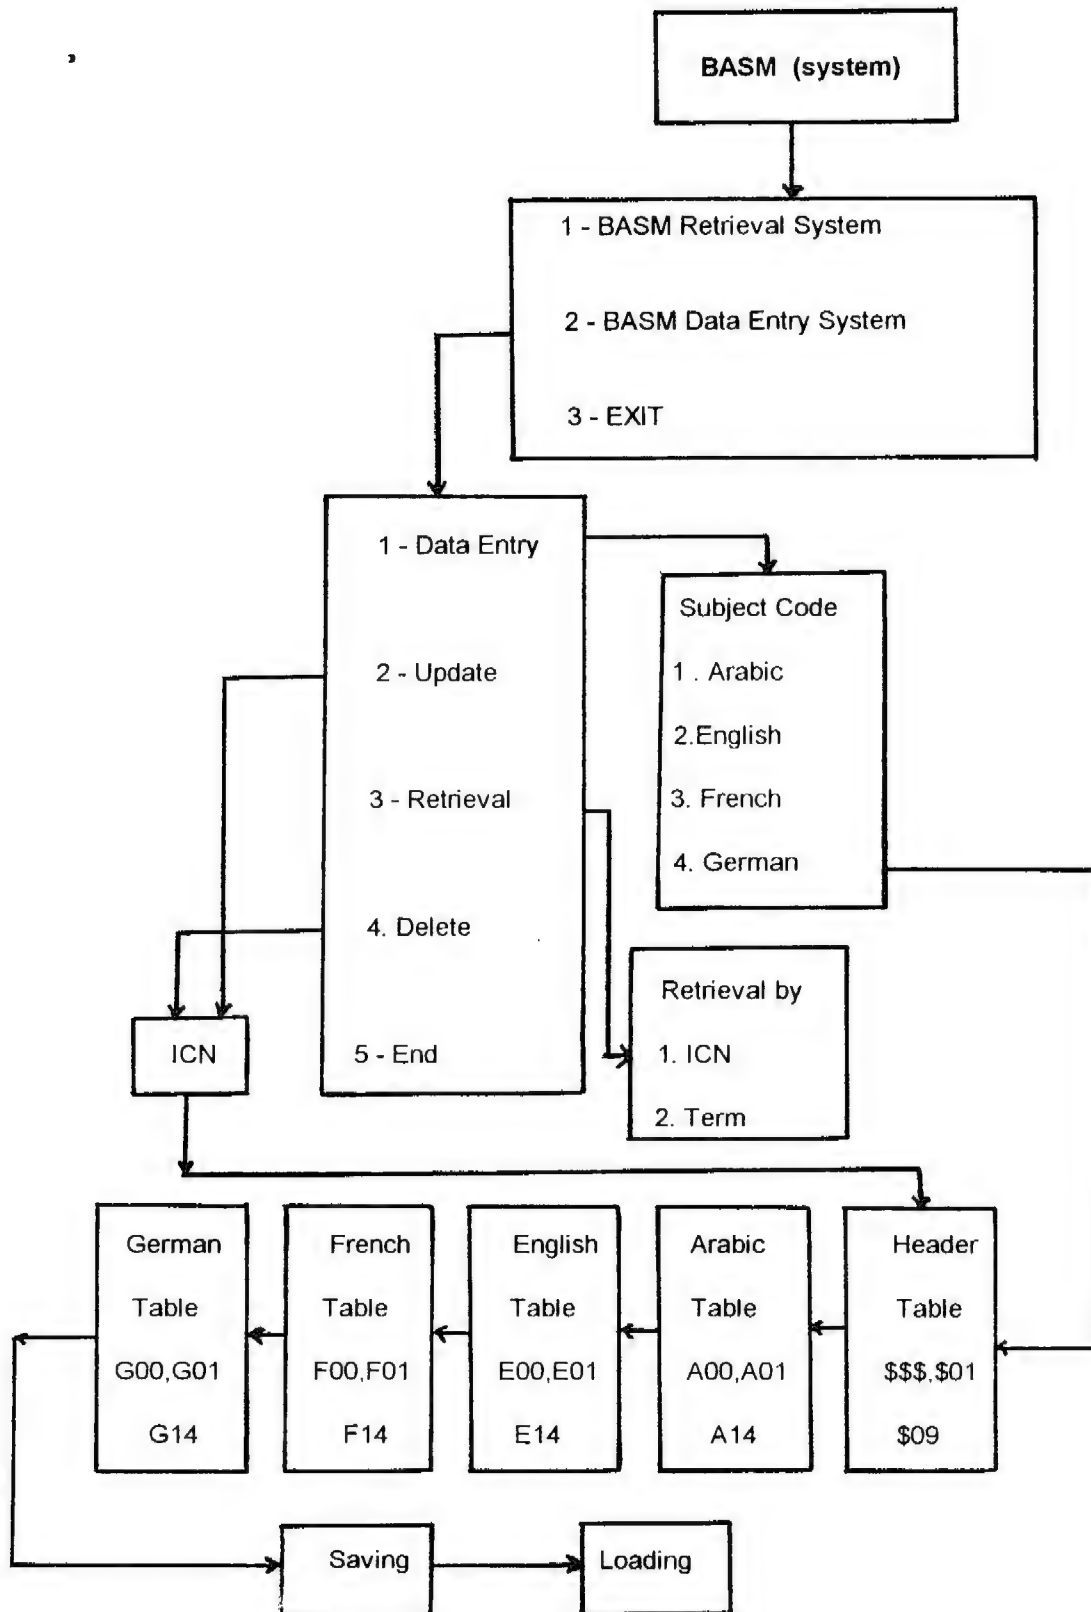 BASM (system)
1 - BASM Retrieval System
2 - BASM Data Entry System
3 - EXIT
1 - Data Entry
2 - Update
3 - Retrieval
4. Delete
5 - End
Subject Code
1 . Arabic
2.English
3. French
4. German
Retrieval by
1. ICN
2. Term
ICN
German
Table
G00,G01
G14
French
Table
F00,F01
F14
English
Table
E00,E01
E14
Arabic
Table
A00,A01
A14
Header
Table
$$$,$01
$09
Saving
Loading